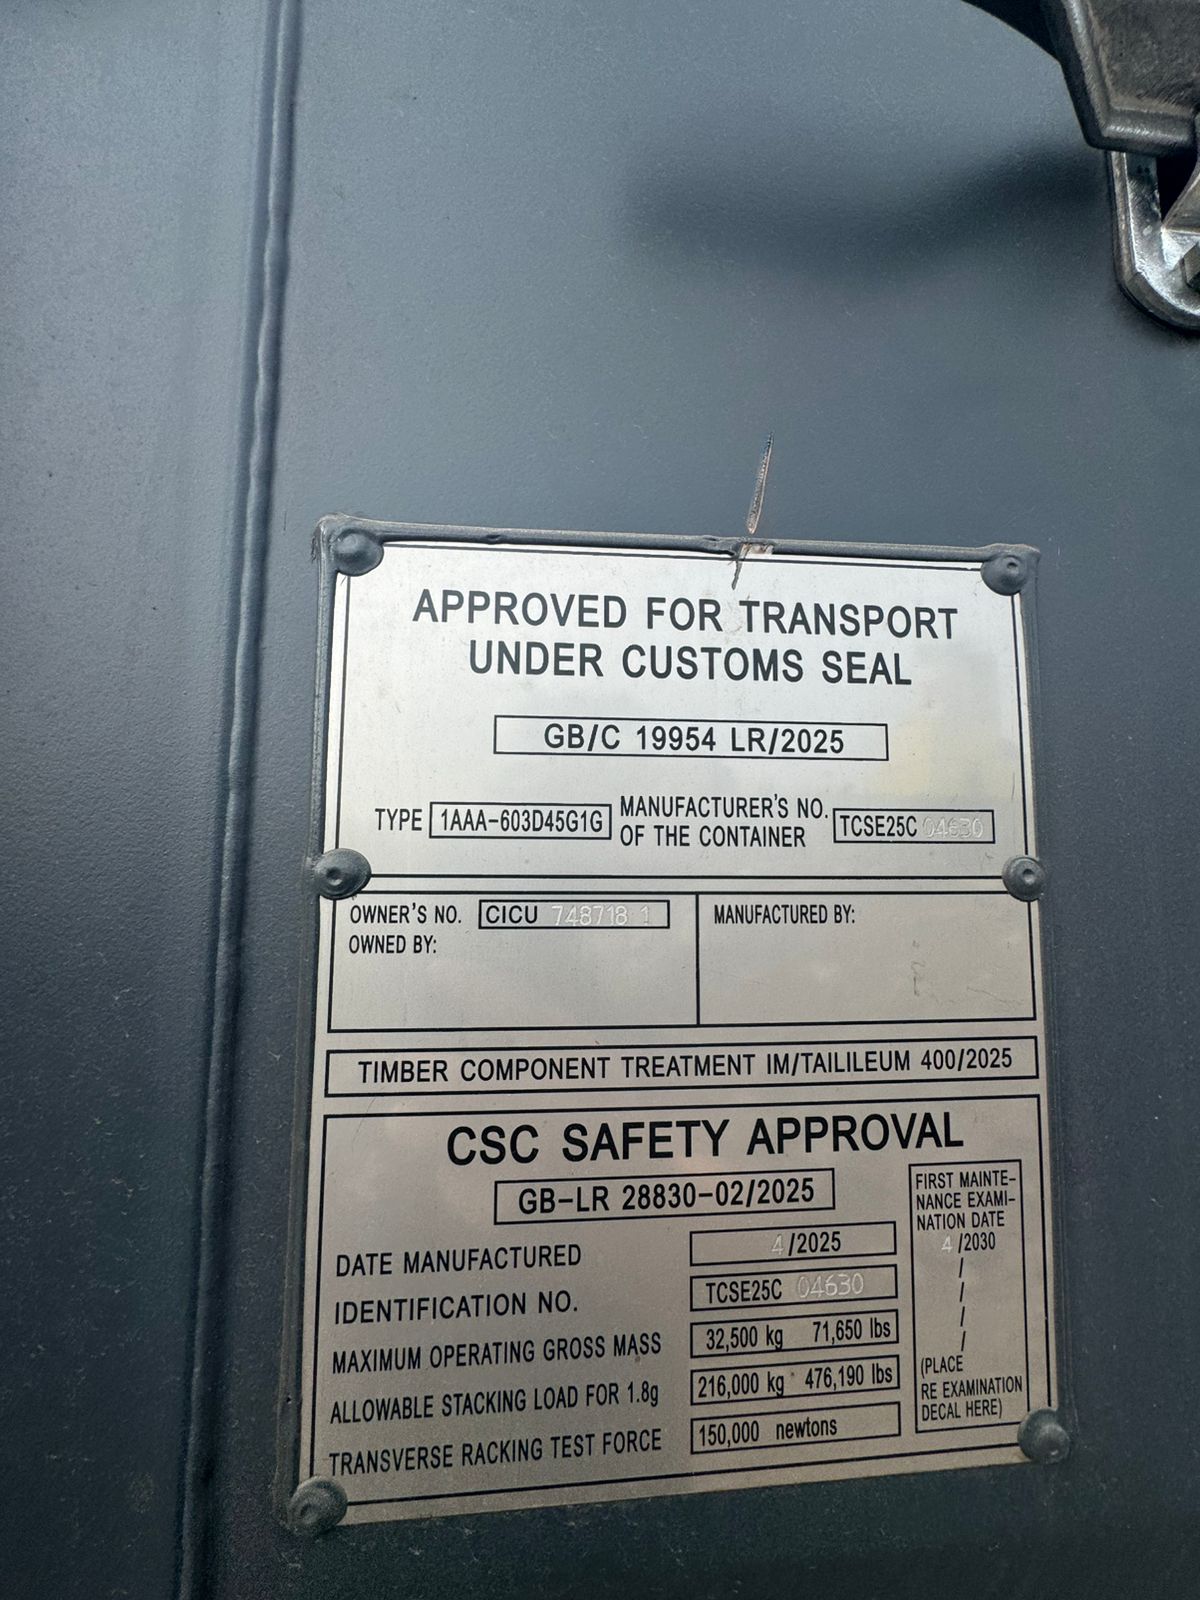 APPROVED FOR TRANSPORT
UNDER CUSTOMS SEAL
GB/C 19954 LR/2025
TYPE 1AAA-603D45G1G MANUFACTURER'S NO. OF THE CONTAINER TCSE25C 04630
OWNER'S NO. CICU 748718 1
OWNED BY:
MANUFACTURED BY:
TIMBER COMPONENT TREATMENT IM/TAILILEUM 400/2025
CSC SAFETY APPROVAL
GB-LR 28830-02/2025
DATE MANUFACTURED 4/2025
IDENTIFICATION NO. TCSE25C 04630
MAXIMUM OPERATING GROSS MASS 32,500 kg 71,650 lbs
ALLOWABLE STACKING LOAD FOR 1.8g 216,000 kg 476,190 lbs
TRANSVERSE RACKING TEST FORCE 150,000 newtons
FIRST MAINTE-
NANCE EXAMI-
NATION DATE
4 /2030
/
/
/
/
(PLACE
RE EXAMINATION
DECAL HERE)